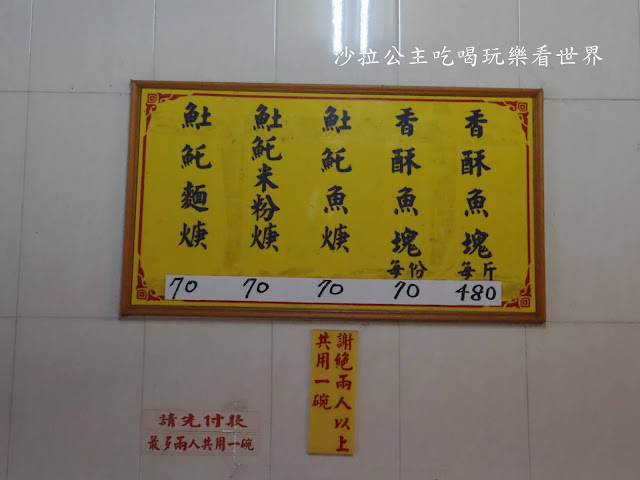 沙拉公主吃喝玩樂看世界
香酥魚塊每斤
480
香酥魚塊每份
70
䰾魠魚焿
70
䰾魠米粉焿
70
䰾魠麵焿
70
謝絕兩人以上
共用一碗
請先付款
最多兩人共用一碗